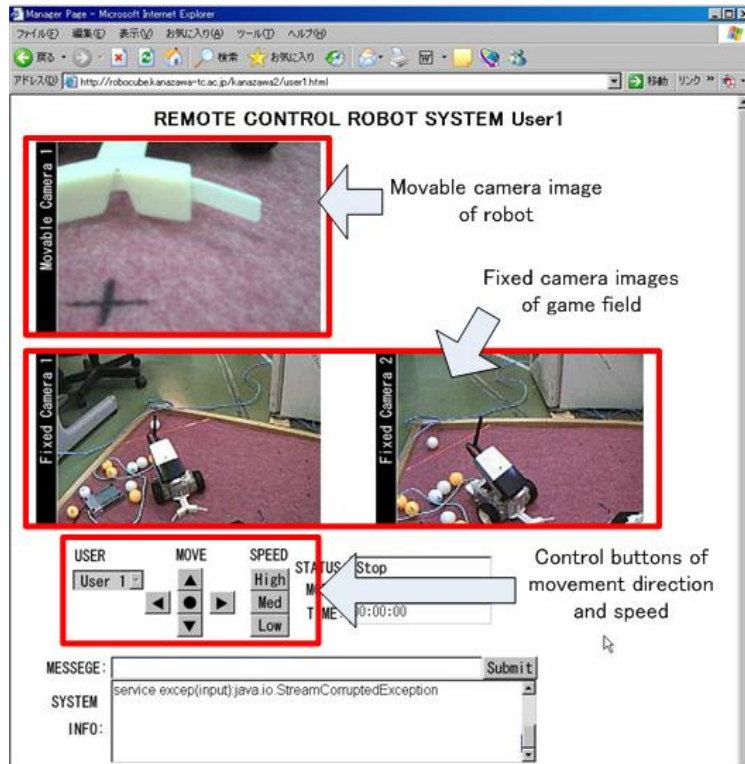 Manager Page - Microsoft Internet Explorer
ファイル(F) 編集(E) 表示(V) お気に入り(A) ツール(T) ヘルプ(H)
戻る 検索 お気に入り
アドレス(D) http://robocube.kanazawa-tc.ac.jp/kanazawa2/user1.html 移動 リンク »
REMOTE CONTROL ROBOT SYSTEM User1
Movable Camera 1
Movable camera image
of robot
Fixed camera images
of game field
Fixed Camera 1
Fixed Camera 2
USER MOVE SPEED
User 1
High
Med
Low
STATUS: Stop
TIME: 00:00:00
Control buttons of
movement direction
and speed
MESSEGE: Submit
SYSTEM
INFO:
service excep(input):java.io.StreamCorruptedException